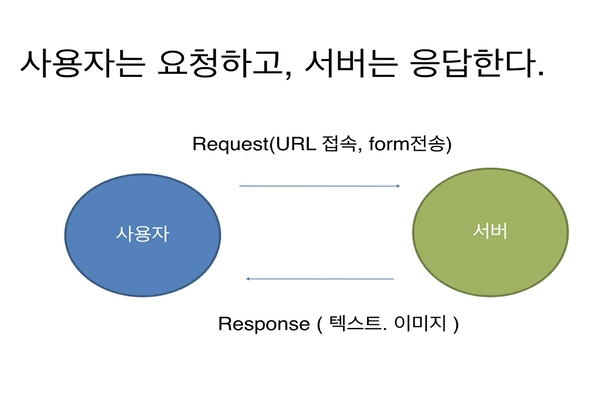 사용자는 요청하고, 서버는 응답한다.
Request(URL 접속, form전송)
사용자
서버
Response ( 텍스트. 이미지 )